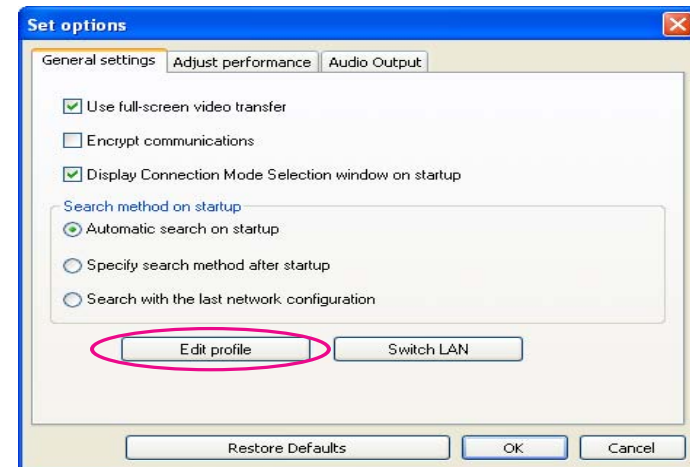 Set options
General settings Adjust performance Audio Output
Use full-screen video transfer
Encrypt communications
Display Connection Mode Selection window on startup
Search method on startup
Automatic search on startup
Specify search method after startup
Search with the last network configuration
Edit profile Switch LAN
Restore Defaults OK Cancel